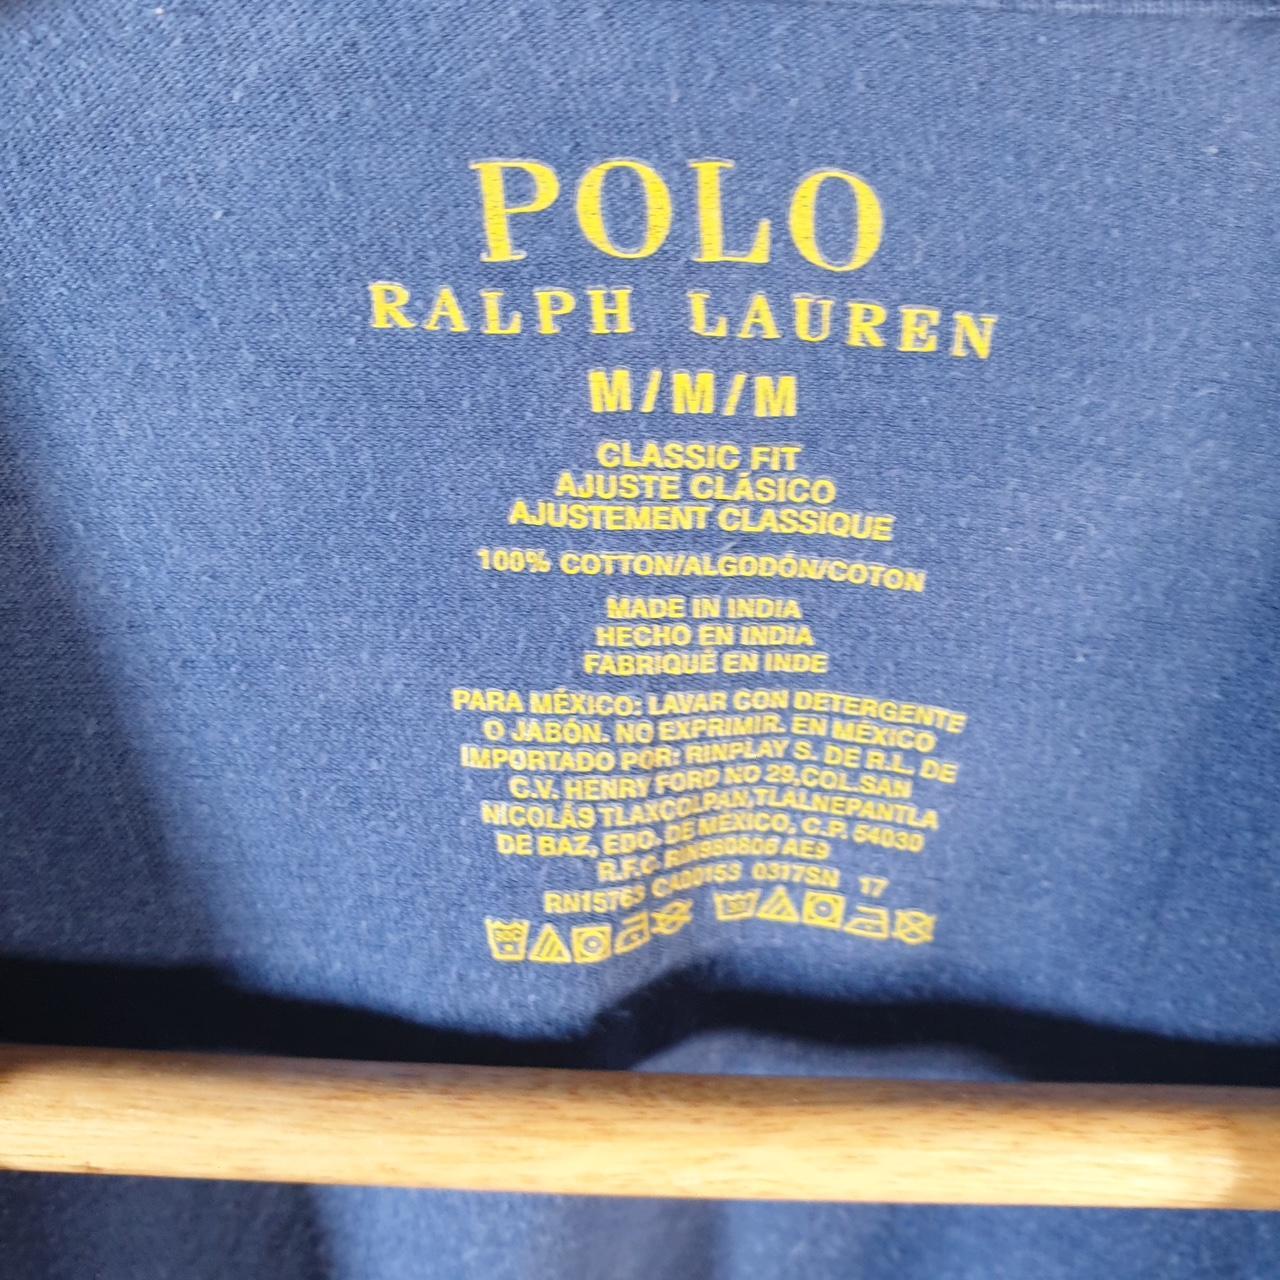 POLO
RALPH LAUREN
M/M/M
CLASSIC FIT
AJUSTE CLÁSICO
AJUSTEMENT CLASSIQUE
100% COTTON/ALGODÓN/COTON
MADE IN INDIA
HECHO EN INDIA
FABRIQUÉ EN INDE
PARA MÉXICO: LAVAR CON DETERGENTE
O JABÓN. NO EXPRIMIR. EN MÉXICO
IMPORTADO POR: RINPLAY S. DE R.L. DE
C.V. HENRY FORD NO 29,COL.SAN
NICOLÁS TLAXCOLPAN,TLALNEPANTLA
DE BAZ, EDO. DE MÉXICO, C.P. 54030
R.F.C. RIN980806 AE9
RN15763 CA00153 0317SN 17